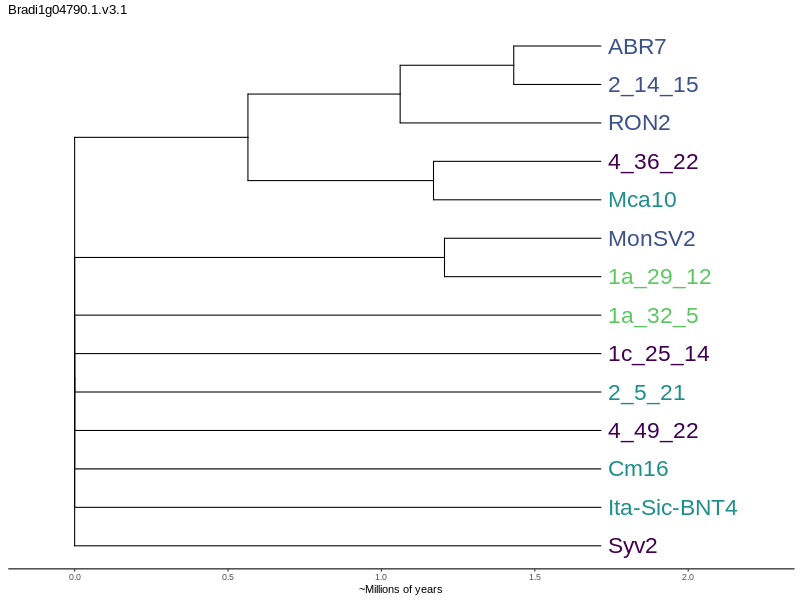 Bradi1g04790.1.v3.1
ABR7
2_14_15
RON2
4_36_22
Mca10
MonSV2
1a_29_12
1a_32_5
1c_25_14
2_5_21
4_49_22
Cm16
Ita-Sic-BNT4
Syv2
0.0 0.5 1.0 1.5 2.0
~Millions of years